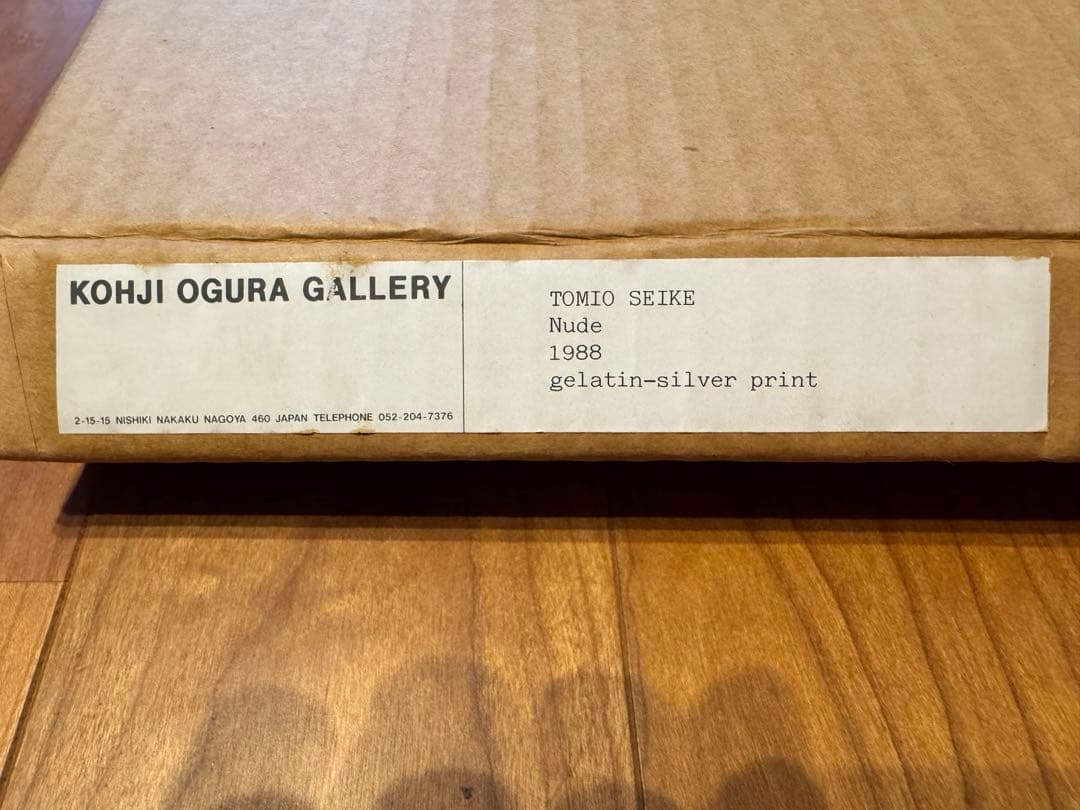 KOHJI OGURA GALLERY
2-15-15 NISHIKI NAKAKU NAGOYA 460 JAPAN TELEPHONE 052-204-7376
TOMIO SEIKE
Nude
1988
gelatin-silver print